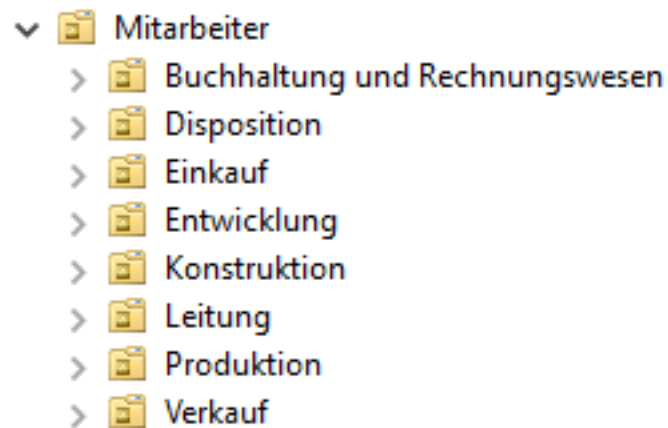 Mitarbeiter
Buchhaltung und Rechnungswesen
Disposition
Einkauf
Entwicklung
Konstruktion
Leitung
Produktion
Verkauf